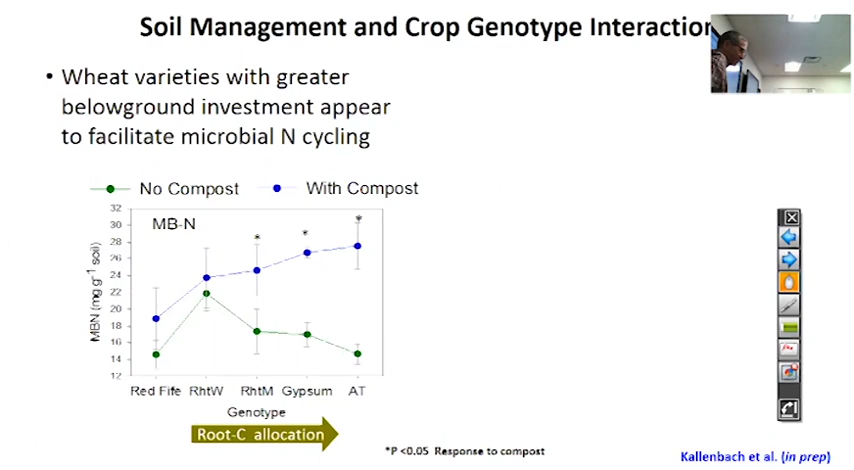 Soil Management and Crop Genotype Interaction
• Wheat varieties with greater
belowground investment appear
to facilitate microbial N cycling
No Compost With Compost
MB-N
32
30
28
26
24
22
20
18
16
14
12
MBN (mg g⁻¹ soil)
* * *
Red Fife RhtW RhtM Gypsum AT
Genotype
Root-C allocation
*P <0.05 Response to compost
Kallenbach et al. (in prep)